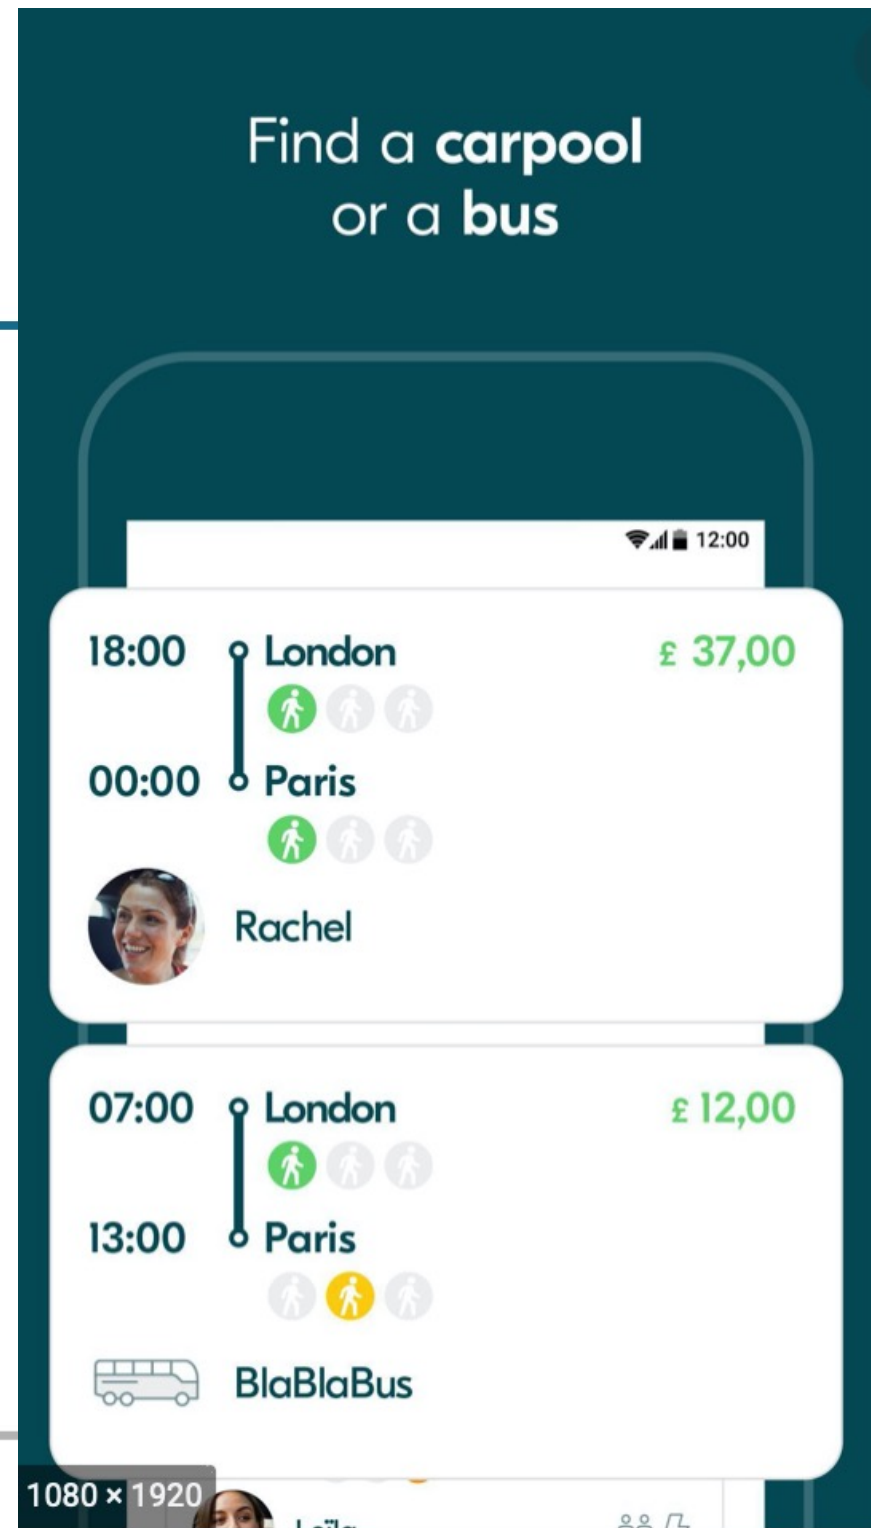 Find a carpool
or a bus
12:00
18:00 London £ 37,00
00:00 Paris
Rachel
07:00 London £ 12,00
13:00 Paris
BlaBlaBus
1080 × 1920